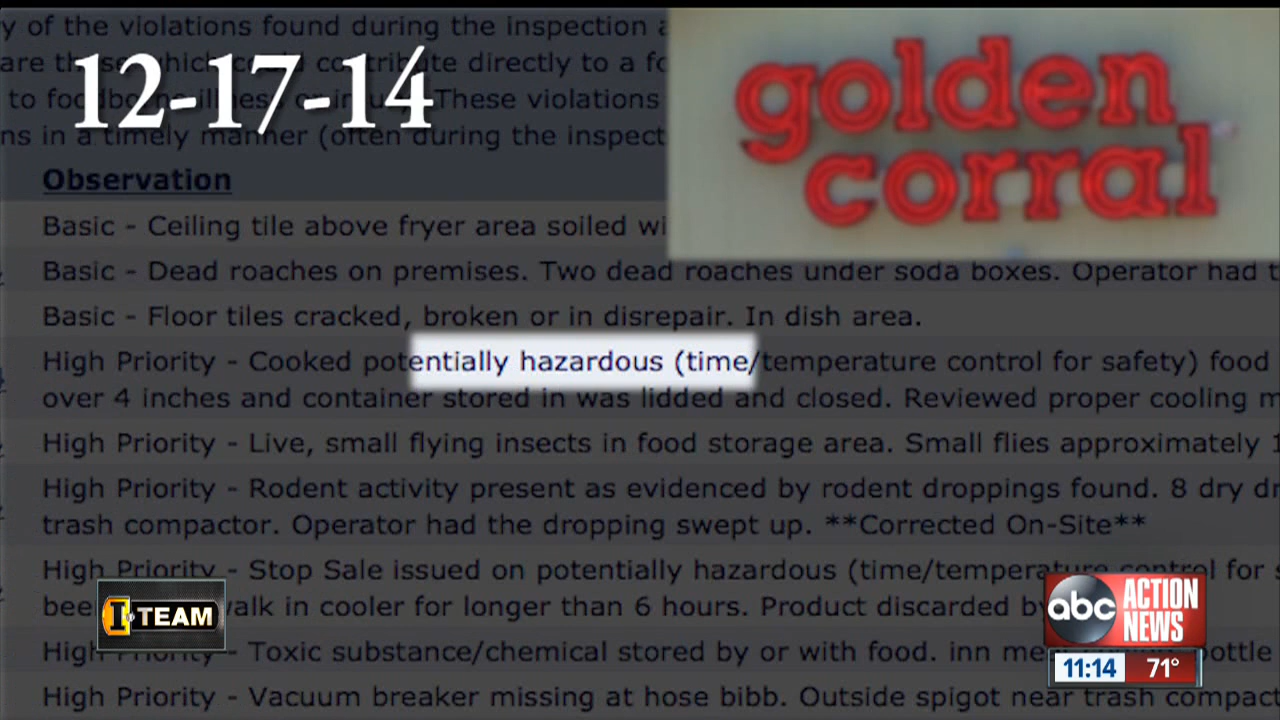 y of the violations found during the inspection
are those which could contribute directly to a fo
to foodborne illness or injury. These violations
ns in a timely manner (often during the inspect
12-17-14
golden
corral
Observation
Basic - Ceiling tile above fryer area soiled wi
Basic - Dead roaches on premises. Two dead roaches under soda boxes. Operator had t
Basic - Floor tiles cracked, broken or in disrepair. In dish area.
High Priority - Cooked potentially hazardous (time/temperature control for safety) food
over 4 inches and container stored in was lidded and closed. Reviewed proper cooling m
High Priority - Live, small flying insects in food storage area. Small flies approximately 1
High Priority - Rodent activity present as evidenced by rodent droppings found. 8 dry dr
trash compactor. Operator had the dropping swept up. **Corrected On-Site**
High Priority - Stop Sale issued on potentially hazardous (time/temperature control for s
bee walk in cooler for longer than 6 hours. Product discarded by
High Priority - Toxic substance/chemical stored by or with food. inn me bottle
High Priority - Vacuum breaker missing at hose bibb. Outside spigot near trash compact
I-TEAM
abc ACTION NEWS
11:14 71°